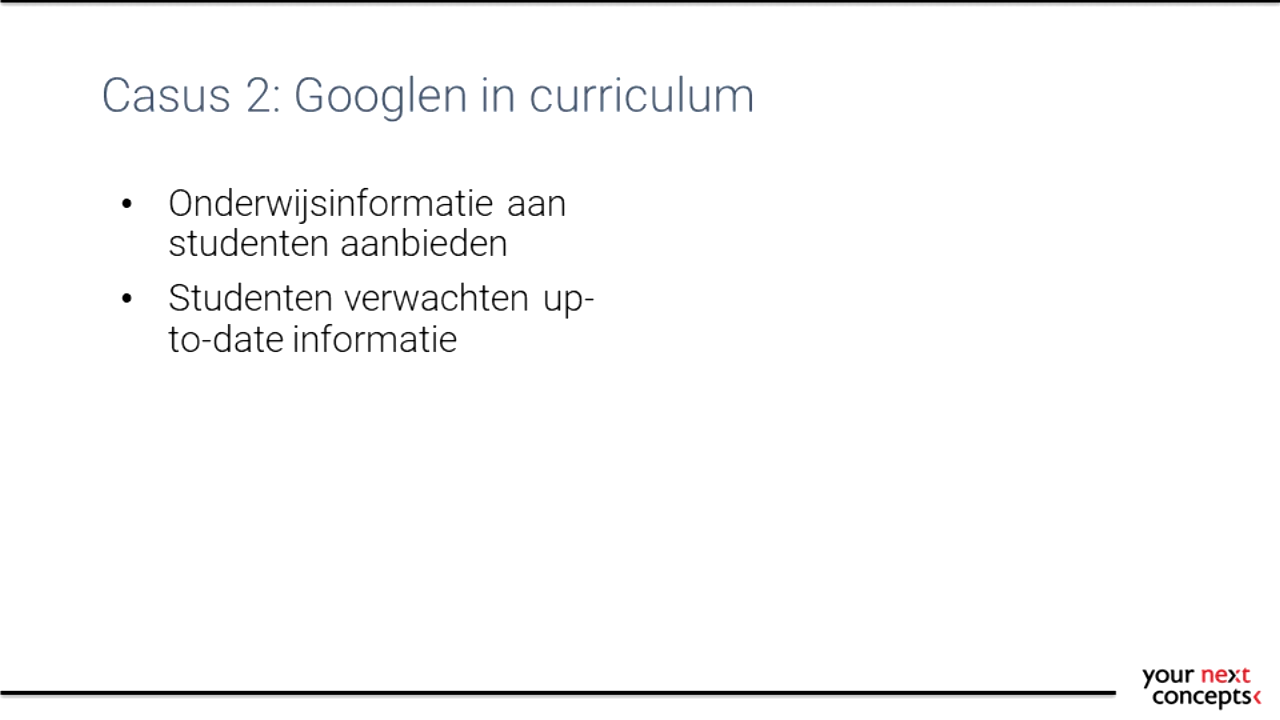 Casus 2: Googlen in curriculum
• Onderwijsinformatie aan
studenten aanbieden
• Studenten verwachten up-
to-date informatie
your next
concepts‹